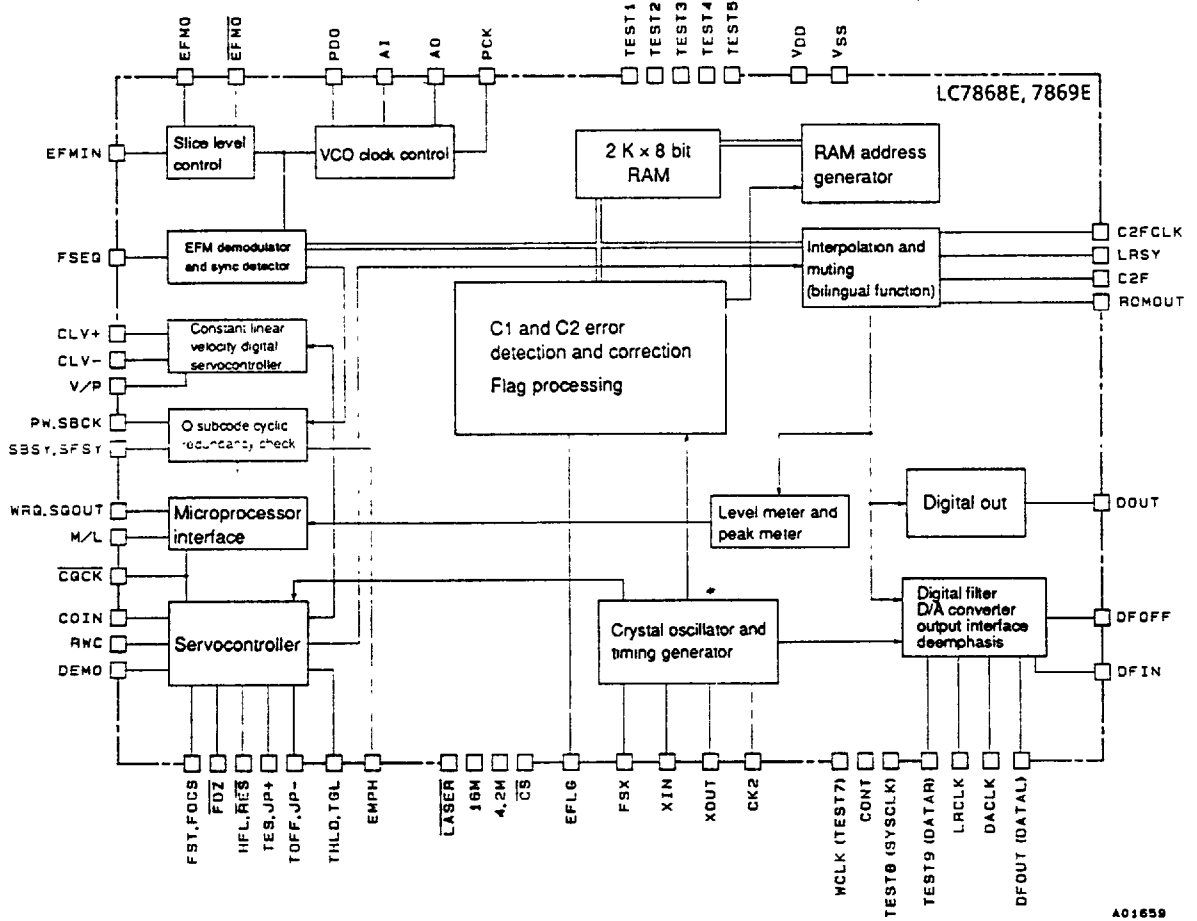 EFMO
EFMO
PDO
AI
AO
PCK
TEST1
TEST2
TEST3
TEST4
TEST5
VDD
VSS
LC7868E, 7869E
EFMIN
Slice level
control
VCO clock control
2 K × 8 bit
RAM
RAM address
generator
FSEQ
EFM demodulator
and sync detector
Interpolation and
muting
(bilingual function)
C2FCLK
LRSY
C2F
ROMOUT
CLV+
CLV-
V/P
Constant linear
velocity digital
servocontroller
C1 and C2 error
detection and correction
Flag processing
PW,SBCK
SBSY,SFSY
Q subcode cyclic
redundancy check
WRQ,SQOUT
M/L
CQCK
Microprocessor
interface
Level meter and
peak meter
Digital out
DOUT
COIN
RWC
DEMO
Servocontroller
*
Crystal oscillator and
timing generator
Digital filter
D/A converter
output interface
deemphasis
DFOFF
DFIN
FST,FOCS
FDZ
HFL,RES
TES,JP+
TOFF,JP-
THLD,TGL
EMPH
LASER
16M
4.2M
CS
EFLG
FSX
XIN
XOUT
CK2
WCLK (TEST7)
CONT
TEST8 (SYSCLK)
TEST9 (DATAR)
LRCLK
DACLK
DFOUT (DATAL)
A01659